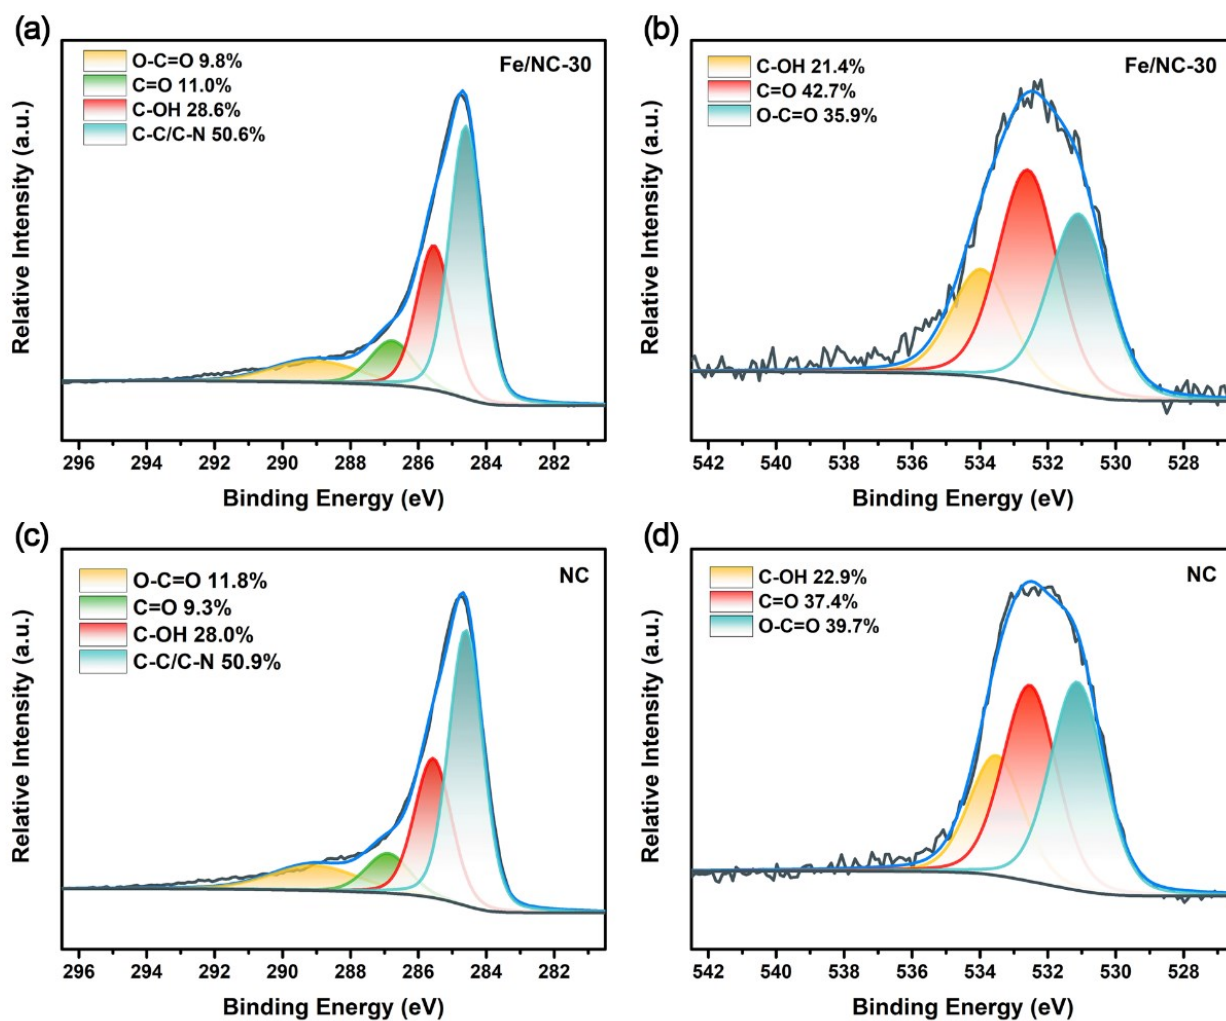 (a)
O-C=O 9.8%
C=O 11.0%
C-OH 28.6%
C-C/C-N 50.6%
Fe/NC-30
Relative Intensity (a.u.)
296 294 292 290 288 286 284 282
Binding Energy (eV)
(b)
C-OH 21.4%
C=O 42.7%
O-C=O 35.9%
Fe/NC-30
Relative Intensity (a.u.)
542 540 538 536 534 532 530 528
Binding Energy (eV)
(c)
O-C=O 11.8%
C=O 9.3%
C-OH 28.0%
C-C/C-N 50.9%
NC
Relative Intensity (a.u.)
296 294 292 290 288 286 284 282
Binding Energy (eV)
(d)
C-OH 22.9%
C=O 37.4%
O-C=O 39.7%
NC
Relative Intensity (a.u.)
542 540 538 536 534 532 530 528
Binding Energy (eV)